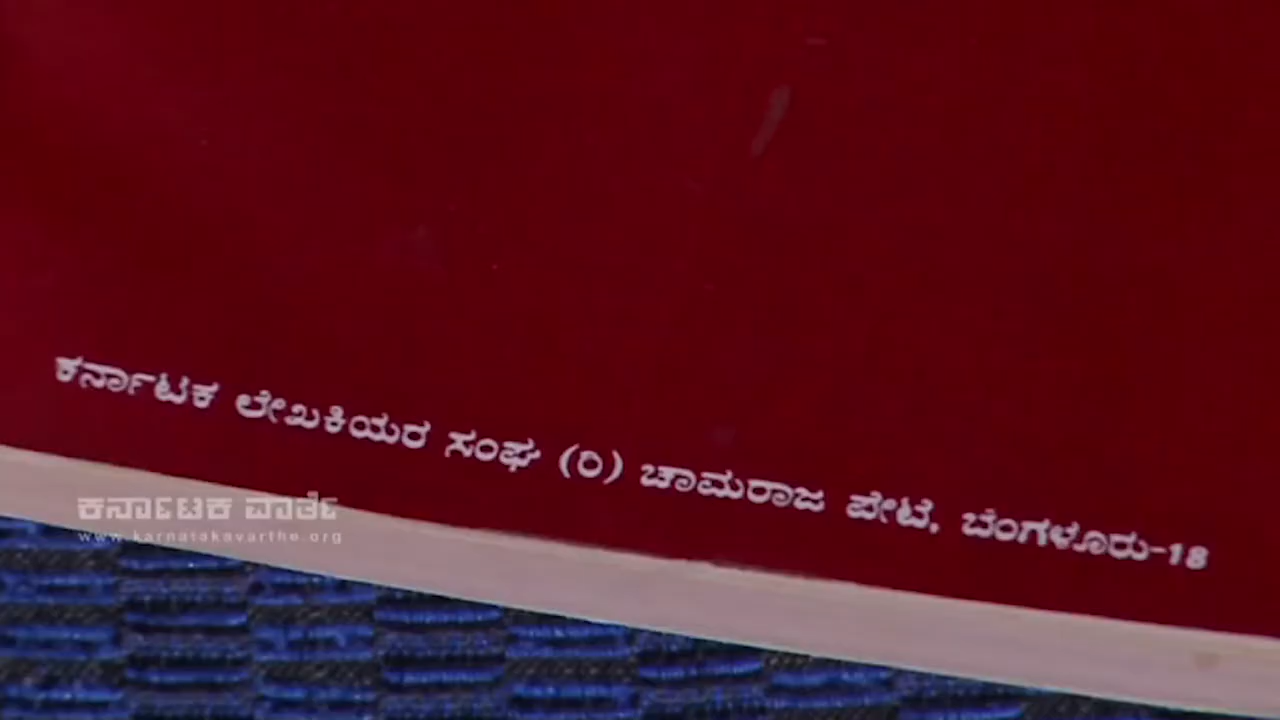 ಕರ್ನಾಟಕ ಲೇಖಕಿಯರ ಸಂಘ (ರಿ) ಚಾಮರಾಜ ಪೇಟೆ, ಬೆಂಗಳೂರು-18
ಕರ್ನಾಟಕ ವಾರ್ತೆ
www.karnatakavarthe.org